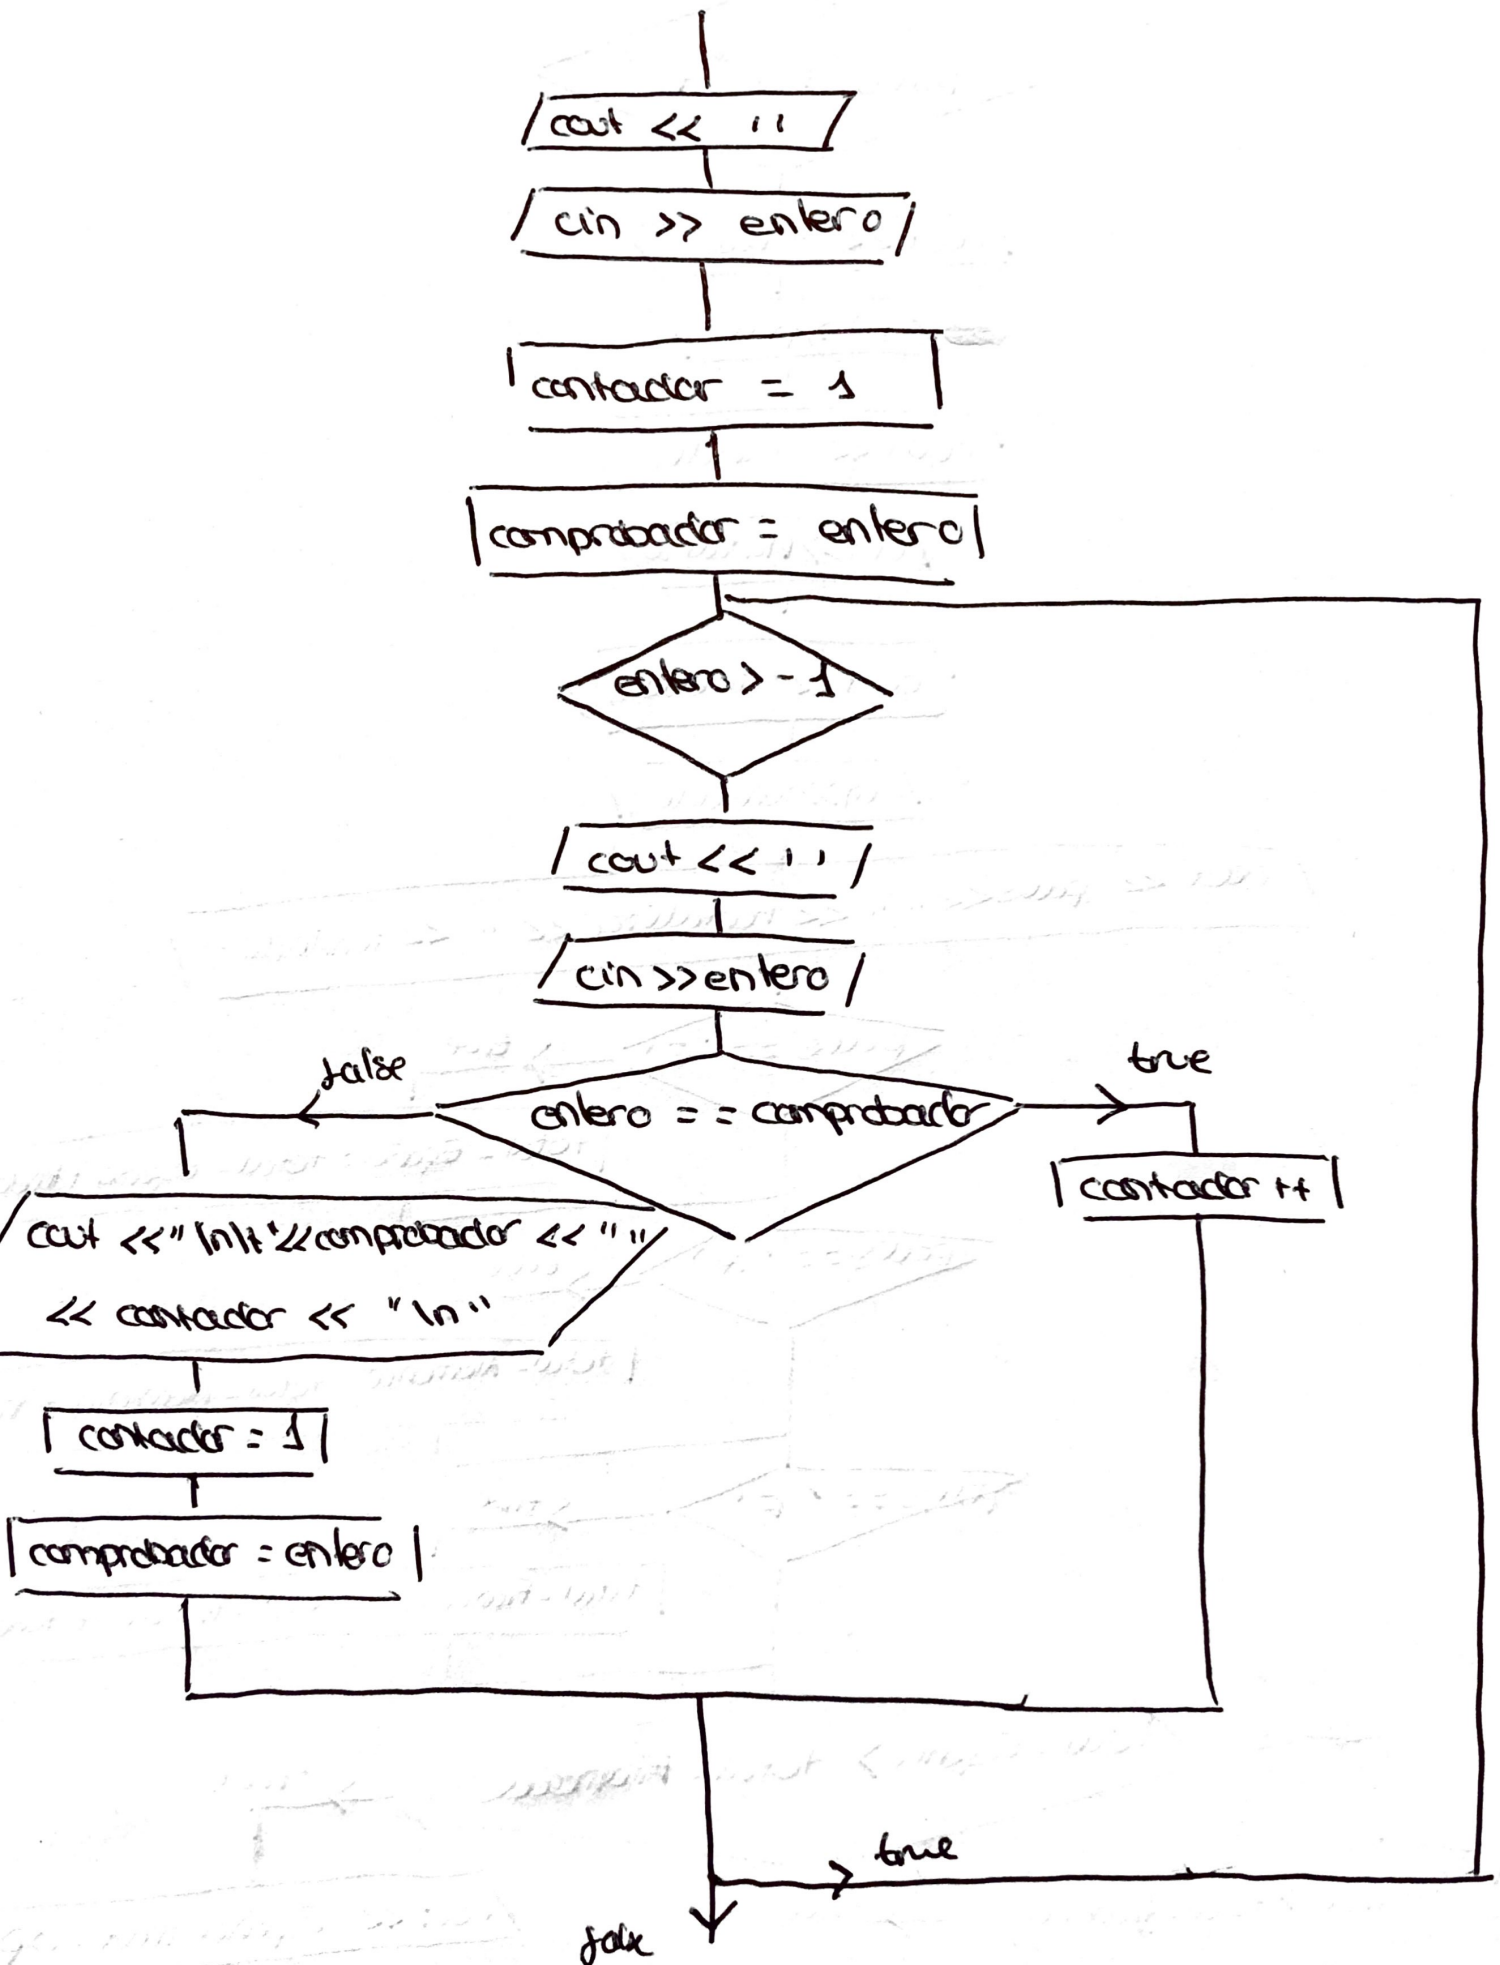 cout << " "
cin >> entero
contador = 1
comprobador = entero
entero > -1
cout << " "
cin >> entero
false
true
entero == comprobador
contador ++
cout << "\n\t" << comprobador << " "
<< contador << "\n"
contador = 1
comprobador = entero
true
false